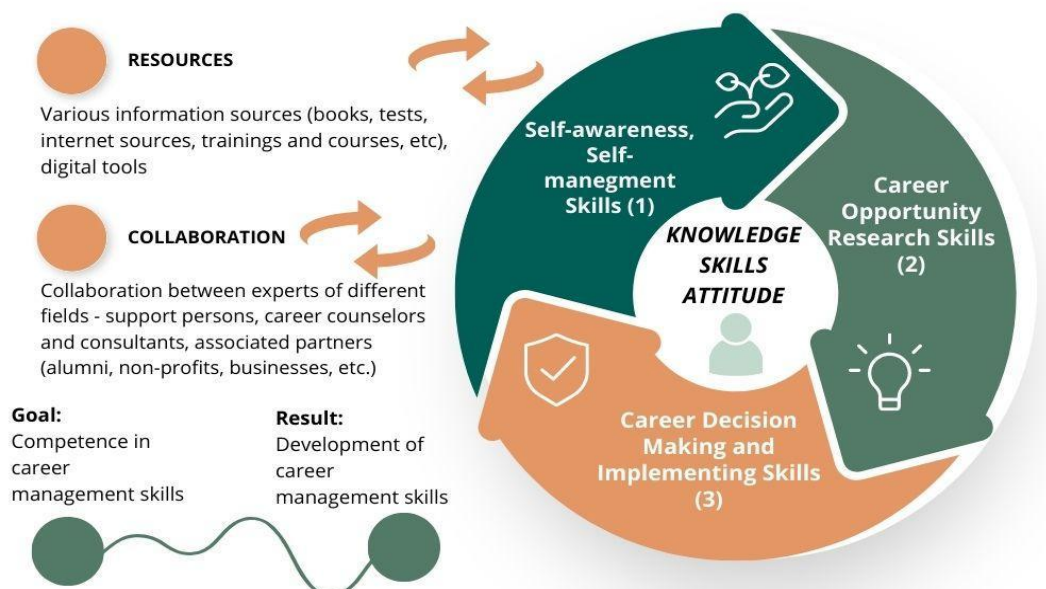 RESOURCES
Various information sources (books, tests,
internet sources, trainings and courses, etc),
digital tools
COLLABORATION
Collaboration between experts of different
fields - support persons, career counselors
and consultants, associated partners
(alumni, non-profits, businesses, etc.)
Goal:
Competence in
career
management skills
Result:
Development of
career
management skills
Self-awareness,
Self-
manegment
Skills (1)
Career
Opportunity
Research Skills
(2)
KNOWLEDGE
SKILLS
ATTITUDE
Career Decision
Making and
Implementing Skills
(3)